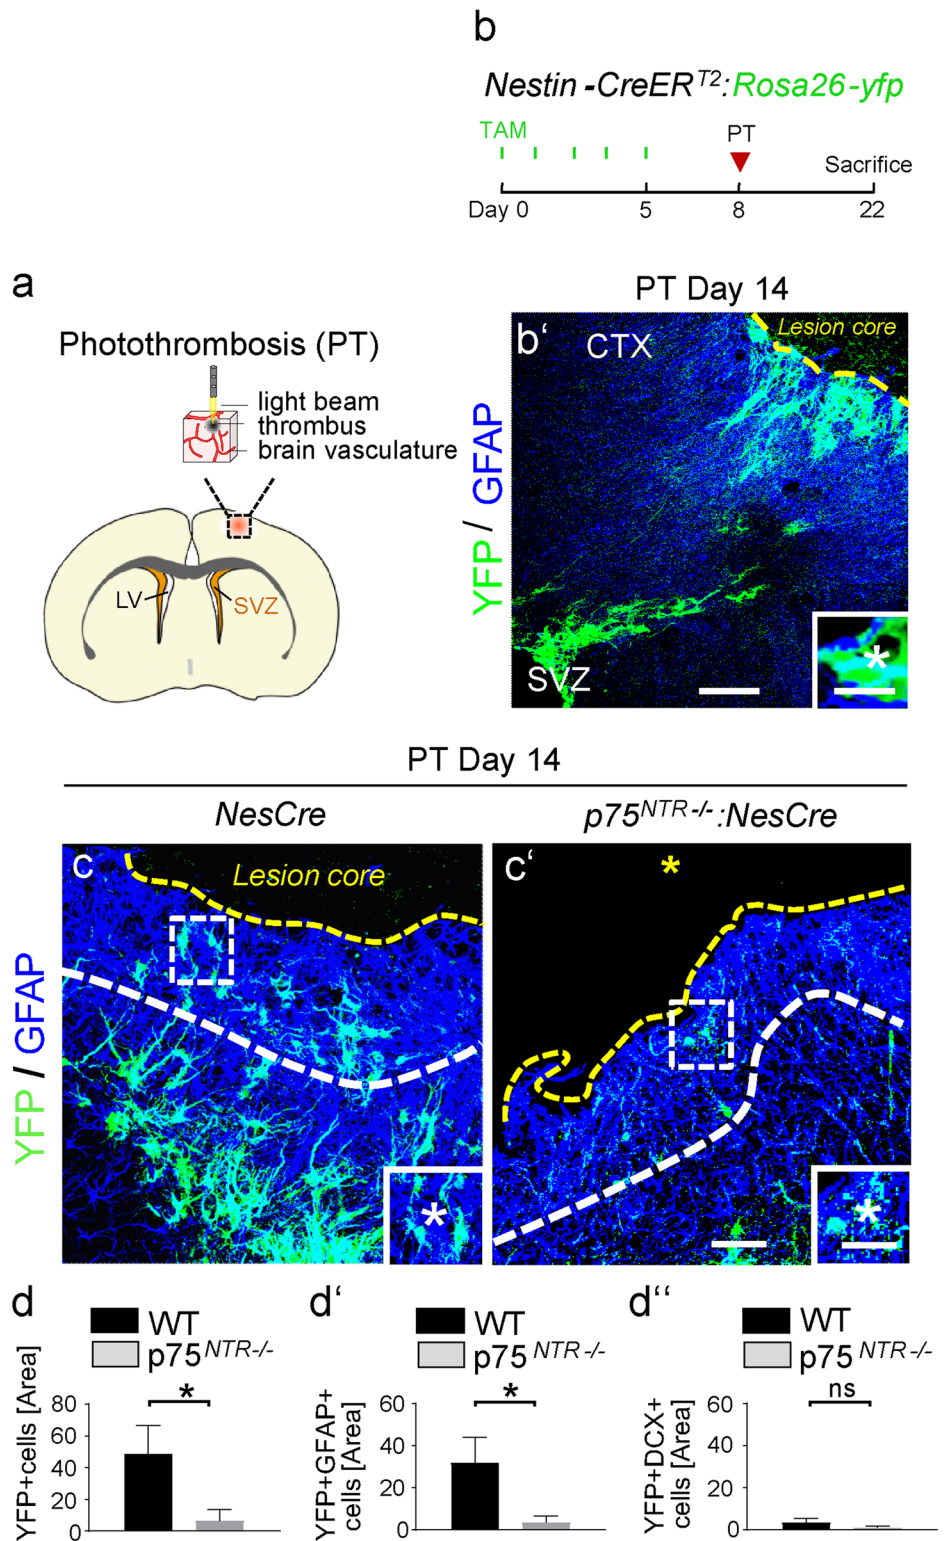 b
Nestin-CreER^T2:Rosa26-yfp
TAM
PT
Sacrifice
Day 0
5
8
22
a
Photothrombosis (PT)
light beam
thrombus
brain vasculature
LV
SVZ
PT Day 14
b'
CTX
Lesion core
YFP / GFAP
SVZ
*
PT Day 14
NesCre
p75^NTR-/-:NesCre
c
Lesion core
c'
*
YFP / GFAP
*
*
d
WT
p75^NTR-/-
*
YFP+cells [Area]
80
60
40
20
0
d'
WT
p75^NTR-/-
*
YFP+GFAP+
cells [Area]
60
40
20
0
d''
WT
p75^NTR-/-
ns
YFP+DCX+
cells [Area]
60
40
20
0